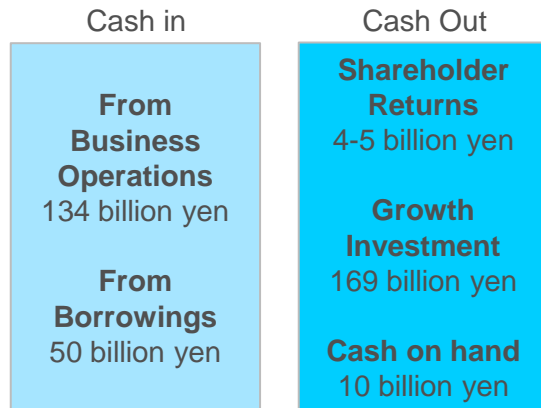 Cash in
From
Business
Operations
134 billion yen
From
Borrowings
50 billion yen
Cash Out
Shareholder
Returns
4-5 billion yen
Growth
Investment
169 billion yen
Cash on hand
10 billion yen